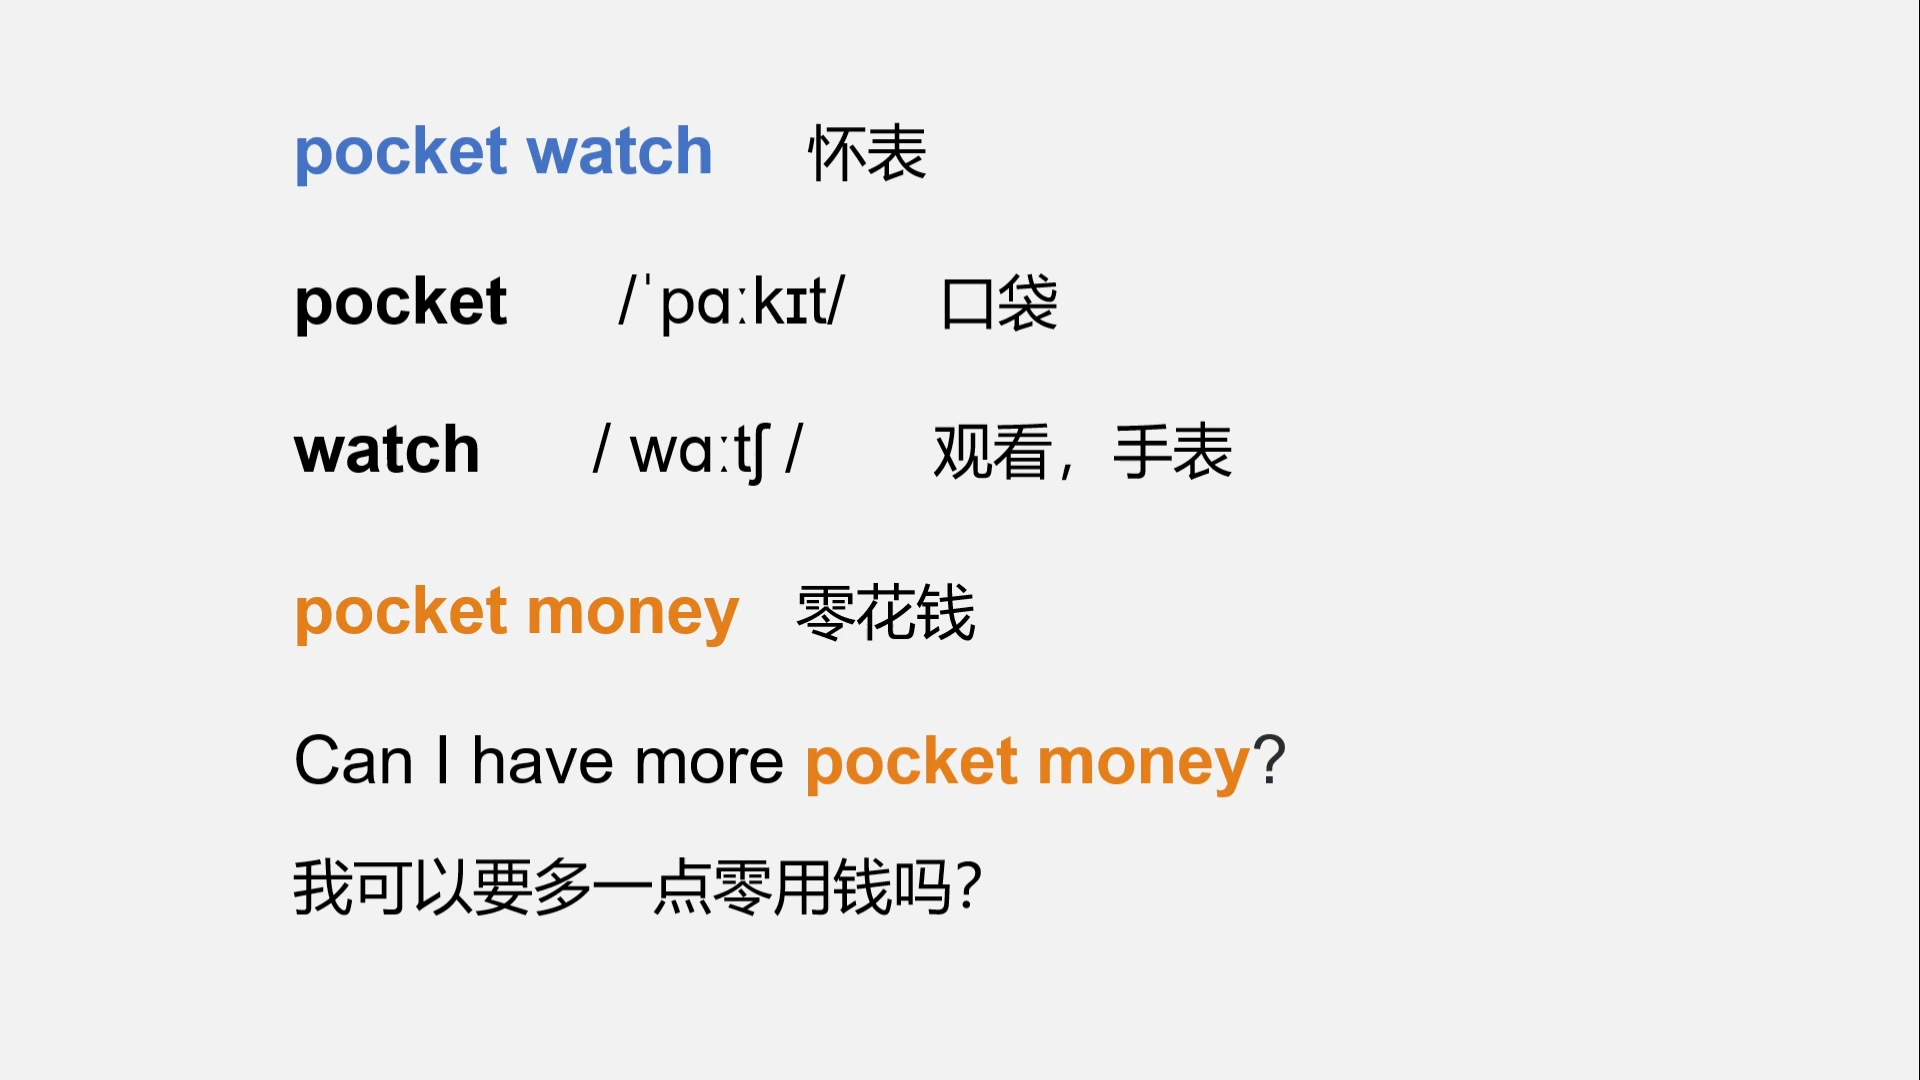 pocket watch 怀表
pocket /ˈpɑːkɪt/ 口袋
watch / wɑːtʃ / 观看，手表
pocket money 零花钱
Can I have more pocket money?
我可以要多一点零用钱吗？